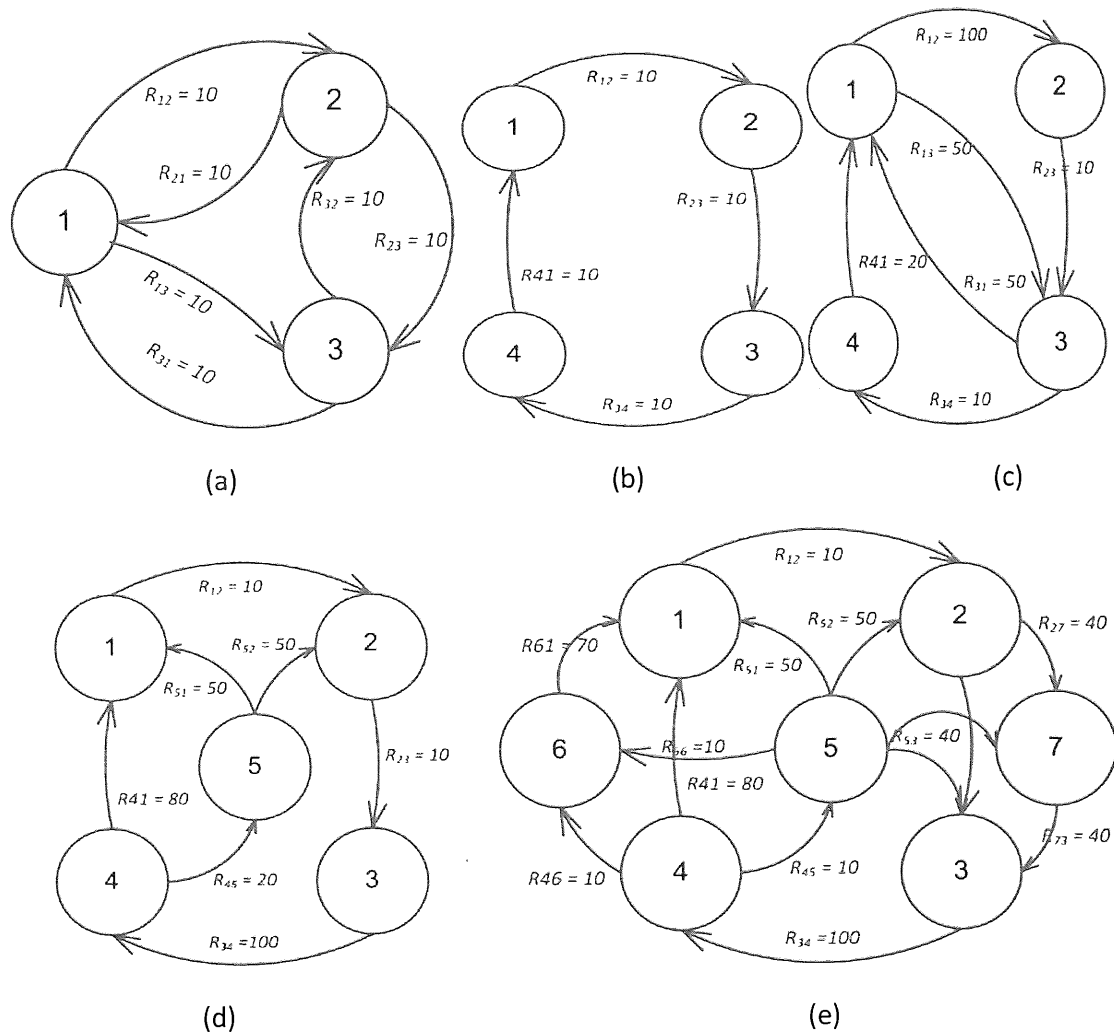 R₁₂ = 10
2
R₂₁ = 10
R₃₂ = 10
1
R₂₃ = 10
R₁₃ = 10
3
R₃₁ = 10
(a)
R₁₂ = 10
1
2
R₂₃ = 10
R41 = 10
4
3
R₃₄ = 10
(b)
R₁₂ = 100
1
2
R₁₃ = 50
R₂₃ = 10
R41 = 20
R₃₁ = 50
4
3
R₃₄ = 10
(c)
R₁₂ = 10
1
2
R₅₂ = 50
R₅₁ = 50
5
R₂₃ = 10
R41 = 80
4
R₄₅ = 20
3
R₃₄ =100
(d)
R₁₂ = 10
1
2
R₅₂ = 50
R₂₇ = 40
R61 = 70
R₅₁ = 50
6
5
7
R₅₃ = 40
=10
R41 = 80
R₇₃ = 40
4
3
R46 = 10
R₄₅ = 10
R₃₄ =100
(e)